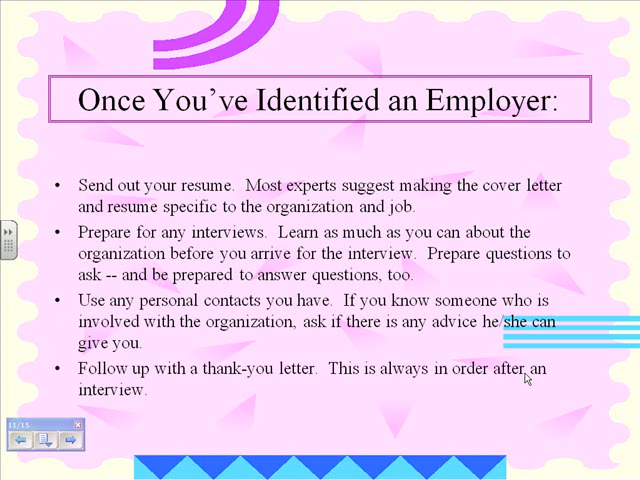 Once You've Identified an Employer:
• Send out your resume.  Most experts suggest making the cover letter
and resume specific to the organization and job.
• Prepare for any interviews.  Learn as much as you can about the
organization before you arrive for the interview.  Prepare questions to
ask -- and be prepared to answer questions, too.
• Use any personal contacts you have.  If you know someone who is
involved with the organization, ask if there is any advice he/she can
give you.
• Follow up with a thank-you letter.  This is always in order after an
interview.
11/15